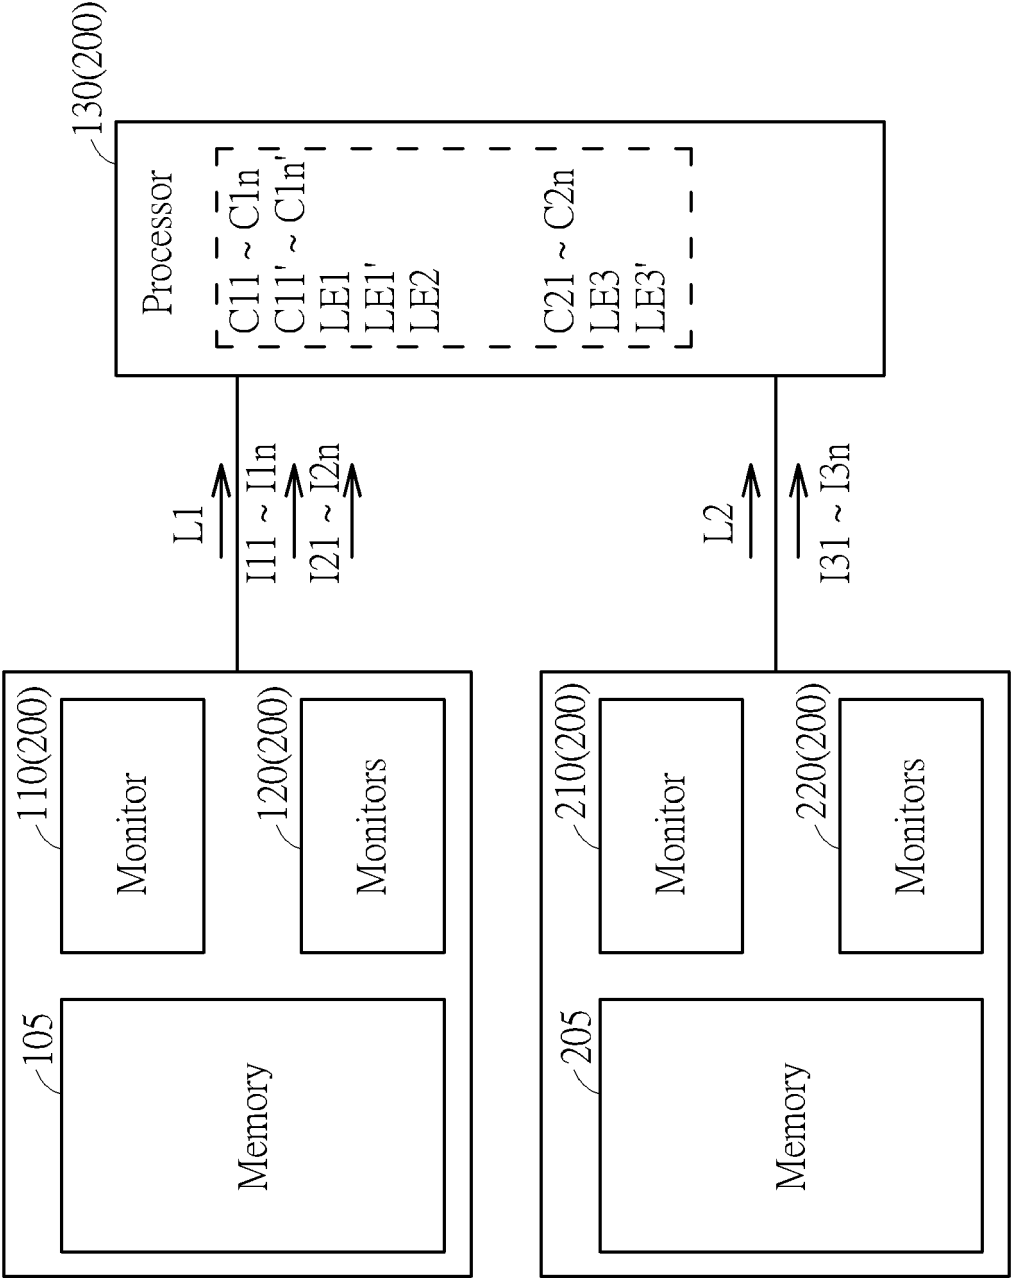 130(200)
Processor
C11 ~ C1n
C11' ~ C1n'
LE1
LE1'
LE2
C21 ~ C2n
LE3
LE3'
L1
I11 ~ I1n
I21 ~ I2n
L2
I31 ~ I3n
110(200)
Monitor
120(200)
Monitors
210(200)
Monitor
220(200)
Monitors
105
Memory
205
Memory